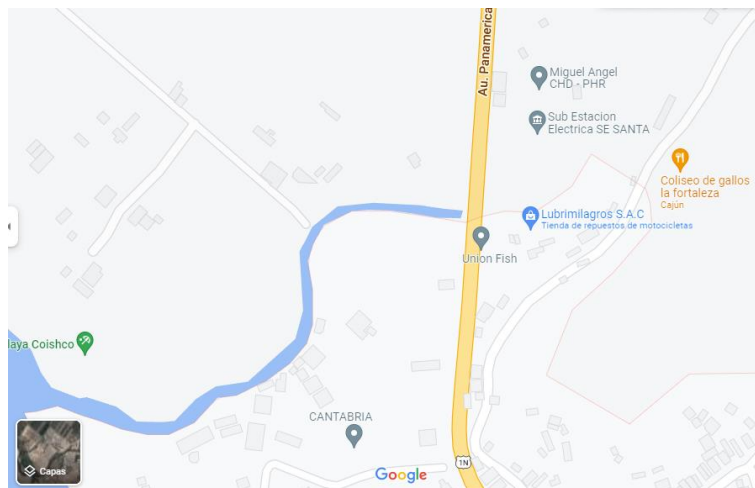 Au. Panamerica
Miguel Angel
CHD - PHR
Sub Estacion
Electrica SE SANTA
Coliseo de gallos
la fortaleza
Cajún
Lubrimilagros S.A.C
Tienda de repuestos de motocicletas
Union Fish
laya Coishco
CANTABRIA
1N
Capas
Google